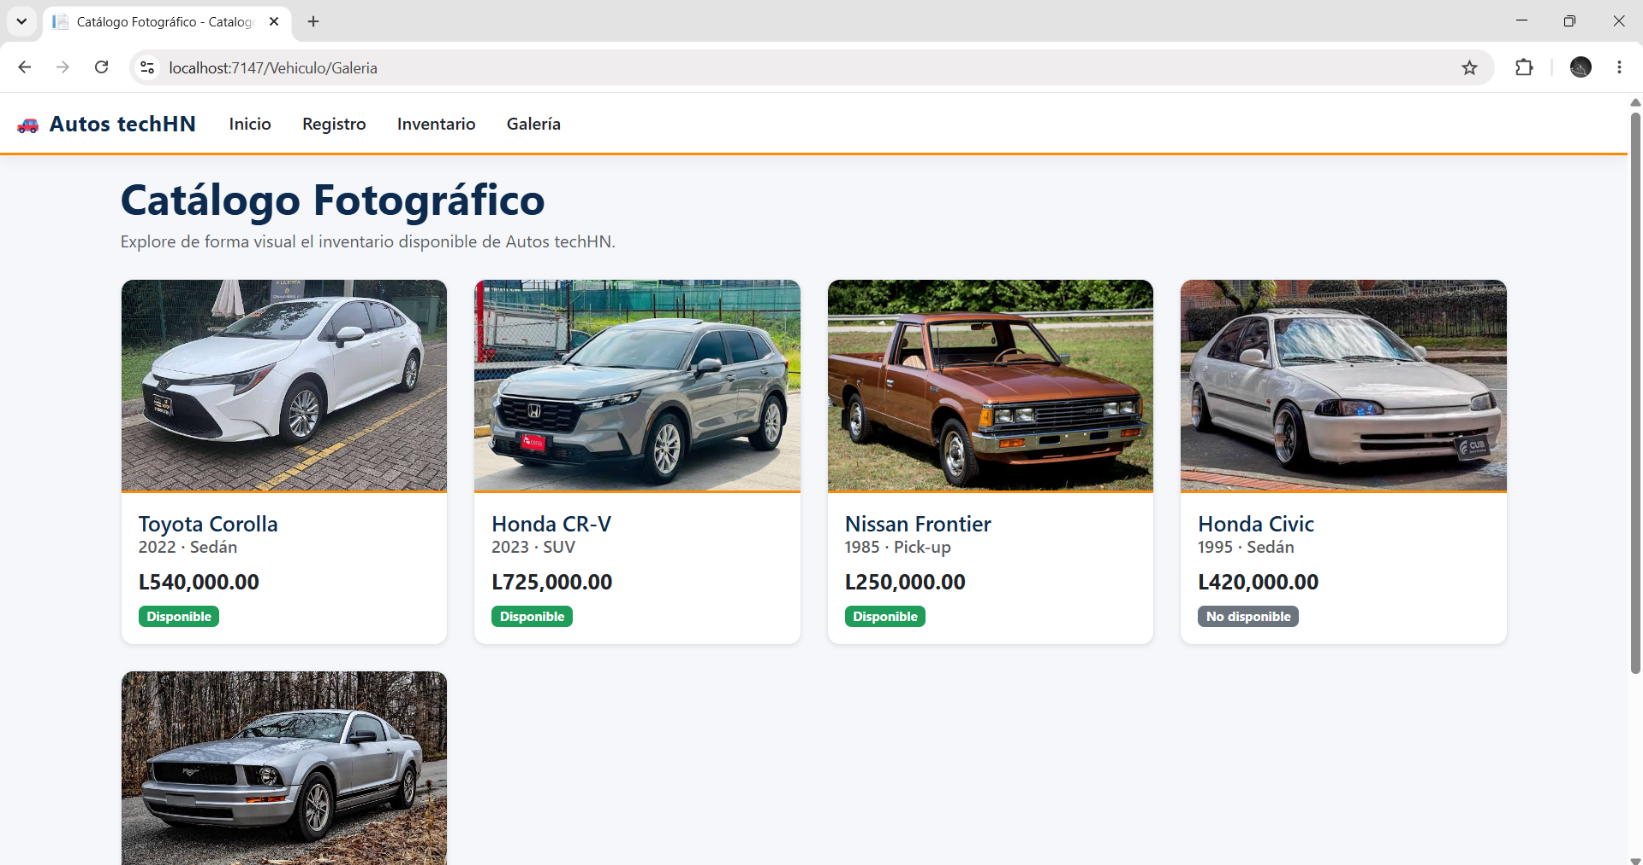 Catálogo Fotográfico - Catalog
localhost:7147/Vehiculo/Galeria
Autos techHN Inicio Registro Inventario Galería
Catálogo Fotográfico
Explore de forma visual el inventario disponible de Autos techHN.
Toyota Corolla
2022 · Sedán
L540,000.00
Disponible
Honda CR-V
2023 · SUV
L725,000.00
Disponible
Nissan Frontier
1985 · Pick-up
L250,000.00
Disponible
Honda Civic
1995 · Sedán
L420,000.00
No disponible